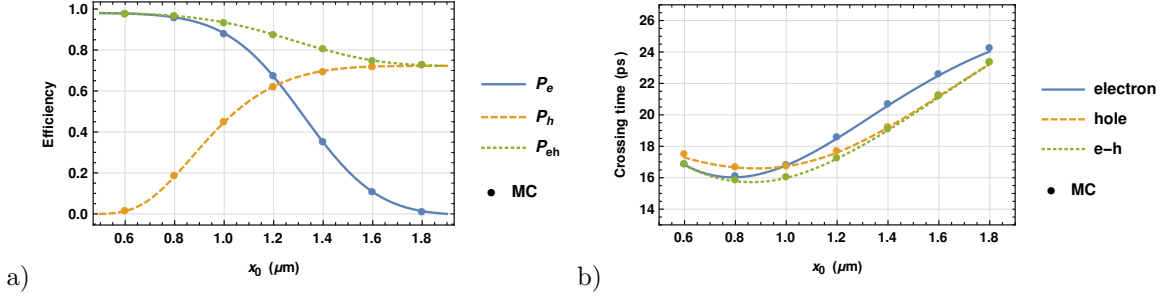 1.0
0.8
0.6
0.4
0.2
0.0
Efficiency
0.6 0.8 1.0 1.2 1.4 1.6 1.8
x0 (μm)
Pe
Ph
Peh
MC
a)
26
24
22
20
18
16
14
Crossing time (ps)
0.6 0.8 1.0 1.2 1.4 1.6 1.8
x0 (μm)
electron
hole
e-h
MC
b)